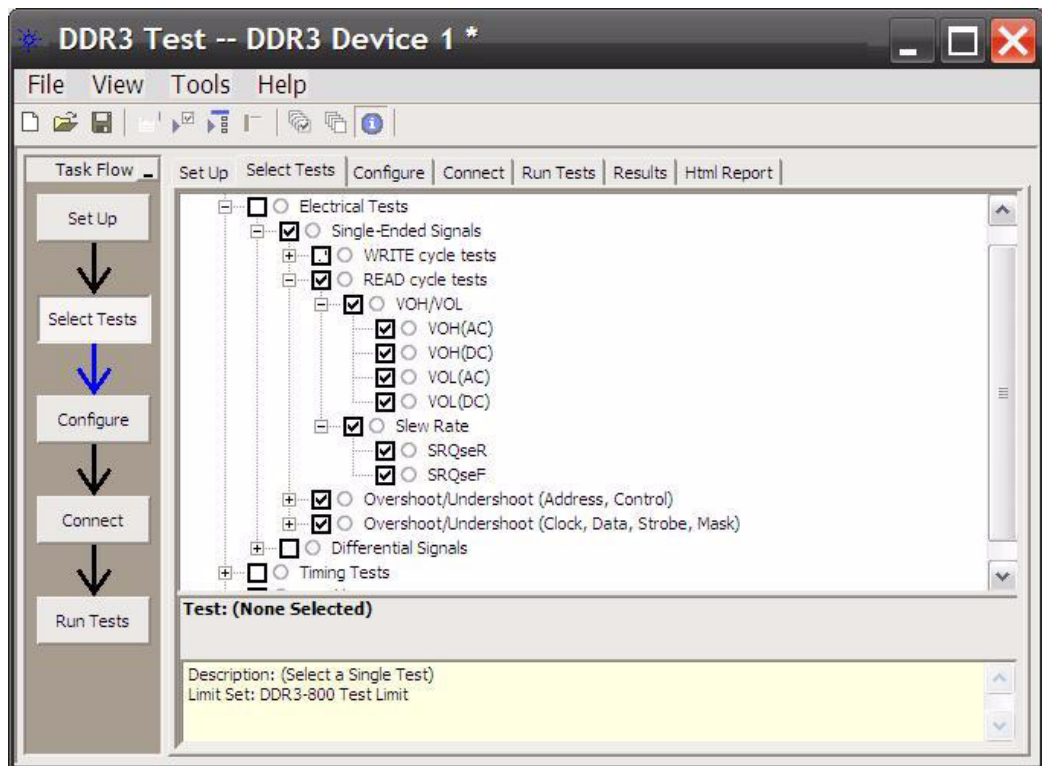 DDR3 Test -- DDR3 Device 1 *
File View Tools Help
Task Flow
Set Up
Select Tests
Configure
Connect
Run Tests
Set Up Select Tests Configure Connect Run Tests Results Html Report
Electrical Tests
Single-Ended Signals
WRITE cycle tests
READ cycle tests
VOH/VOL
VOH(AC)
VOH(DC)
VOL(AC)
VOL(DC)
Slew Rate
SRQseR
SRQseF
Overshoot/Undershoot (Address, Control)
Overshoot/Undershoot (Clock, Data, Strobe, Mask)
Differential Signals
Timing Tests
Test: (None Selected)
Description: (Select a Single Test)
Limit Set: DDR3-800 Test Limit